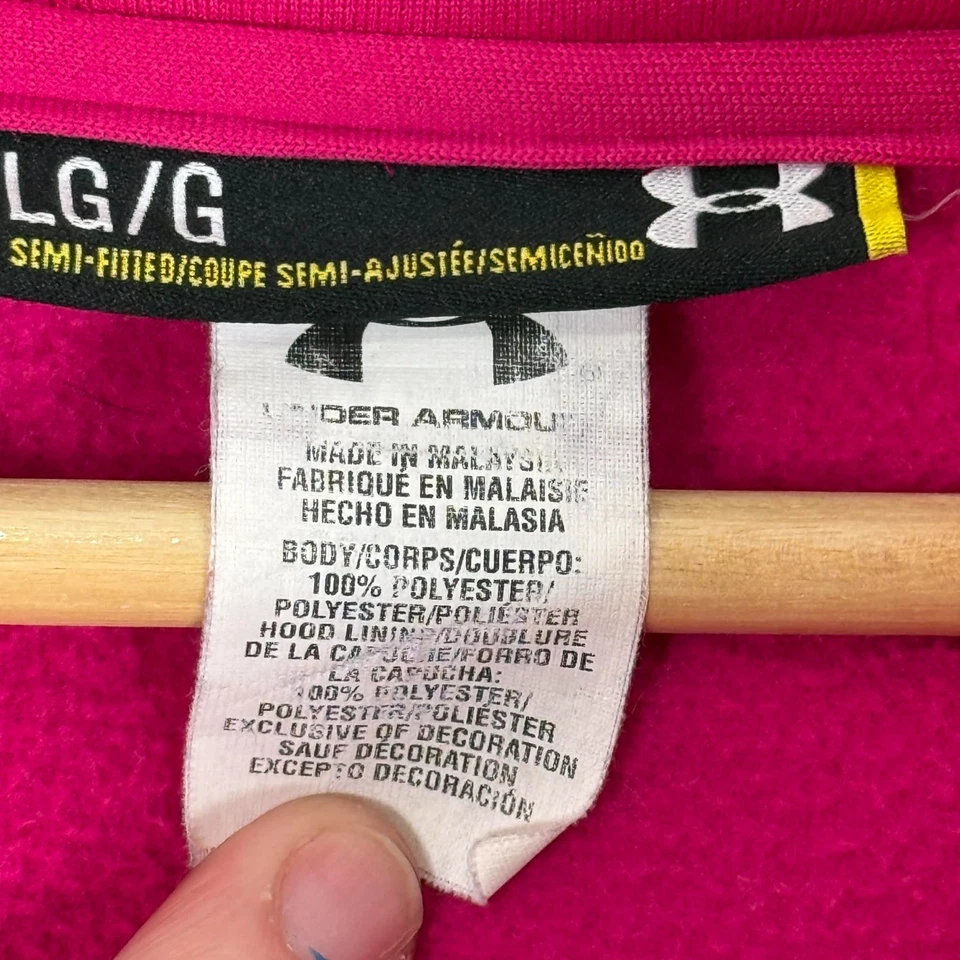 LG/G
SEMI-FITTED/COUPE SEMI-AJUSTÉE/SEMICEÑIDO
UNDER ARMOUR
MADE IN MALAYSIA
FABRIQUÉ EN MALAISIE
HECHO EN MALASIA
BODY/CORPS/CUERPO:
100% POLYESTER/
POLYESTER/POLIÉSTER
HOOD LINING/DOUBLURE
DE LA CAPUCHE/FORRO DE
LA CAPUCHA:
100% POLYESTER/
POLYESTER/POLIÉSTER
EXCLUSIVE OF DECORATION
SAUF DÉCORATION
EXCEPTO DECORACIÓN